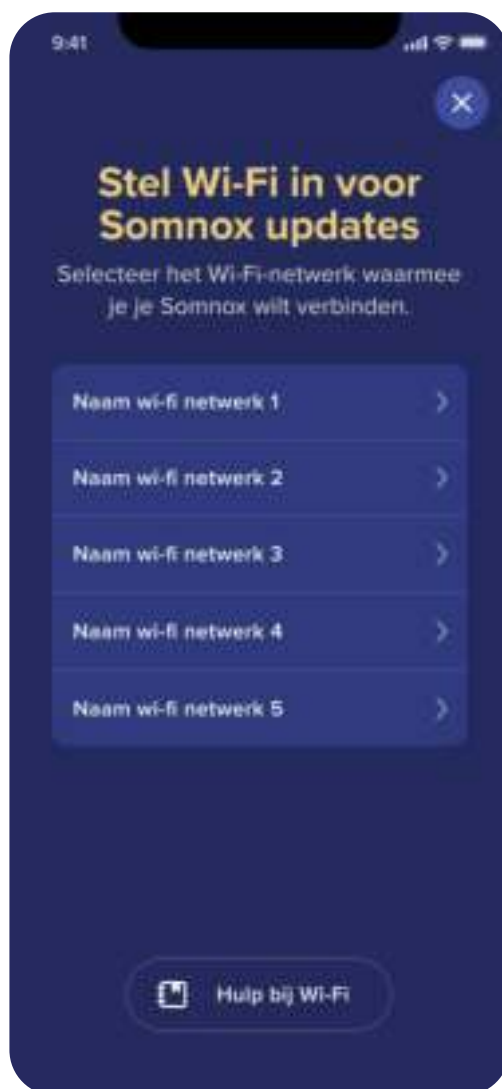 9:41
Stel Wi-Fi in voor
Somnox updates
Selecteer het Wi-Fi-netwerk waarmee
je je Somnox wilt verbinden.
Naam wi-fi netwerk 1
Naam wi-fi netwerk 2
Naam wi-fi netwerk 3
Naam wi-fi netwerk 4
Naam wi-fi netwerk 5
Hulp bij Wi-Fi